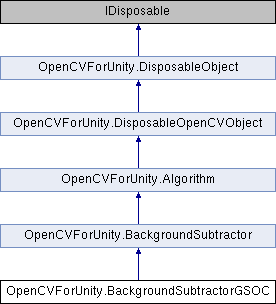 IDisposable
OpenCVForUnity.DisposableObject
OpenCVForUnity.DisposableOpenCVObject
OpenCVForUnity.Algorithm
OpenCVForUnity.BackgroundSubtractor
OpenCVForUnity.BackgroundSubtractorGSOC